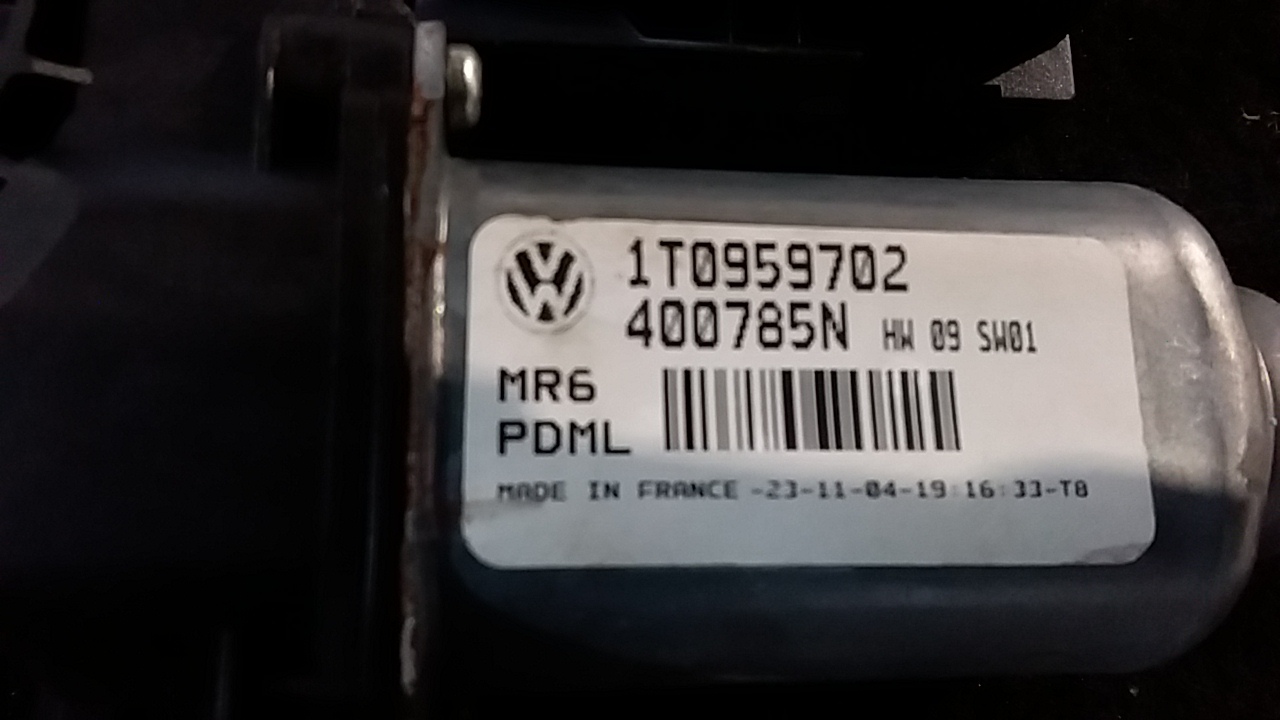 1T0959702
400785N HW 09 SW01
MR6
PDML
MADE IN FRANCE -23-11-04-19:16:33-T8